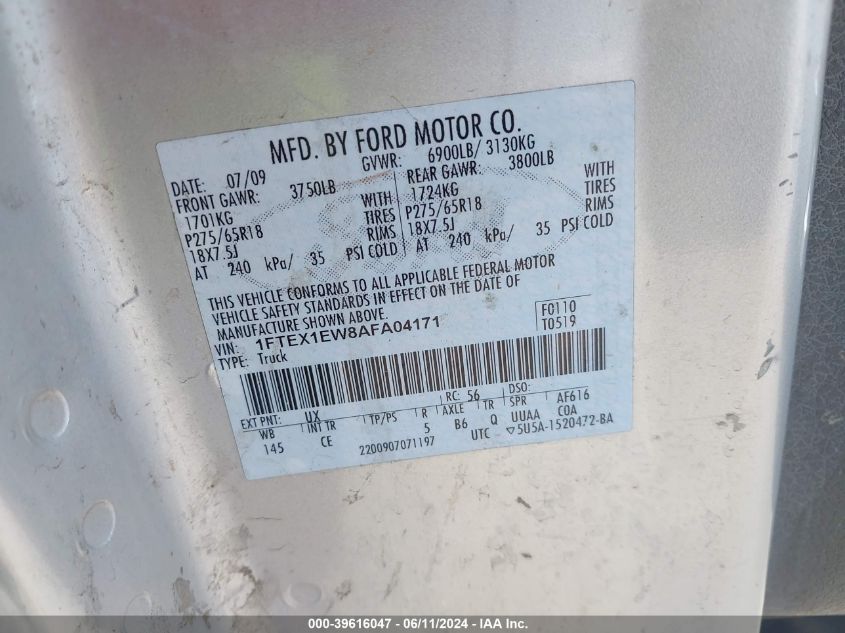 MFD. BY FORD MOTOR CO.
DATE: 07/09 GVWR: 6900LB/ 3130KG
FRONT GAWR: 3750LB REAR GAWR: 3800LB
1701KG WITH 1724KG WITH
P275/65R18 TIRES P275/65R18 TIRES
18X7.5J RIMS 18X7.5J RIMS
AT 240 kPa/ 35 PSI COLD AT 240 kPa/ 35 PSI COLD
THIS VEHICLE CONFORMS TO ALL APPLICABLE FEDERAL MOTOR
VEHICLE SAFETY STANDARDS IN EFFECT ON THE DATE OF
MANUFACTURE SHOWN ABOVE.
VIN: 1FTEX1EW8AFA04171 F0110
TYPE: Truck T0519
EXT PNT: UX RC: 56 DSO:
WB INT TR TP/PS R AXLE TR SPR AF616
145 CE 5 B6 Q UUAA COA
2200907071197 UTC ▽5U5A-1520472-BA
000-39616047 - 06/11/2024 - IAA Inc.